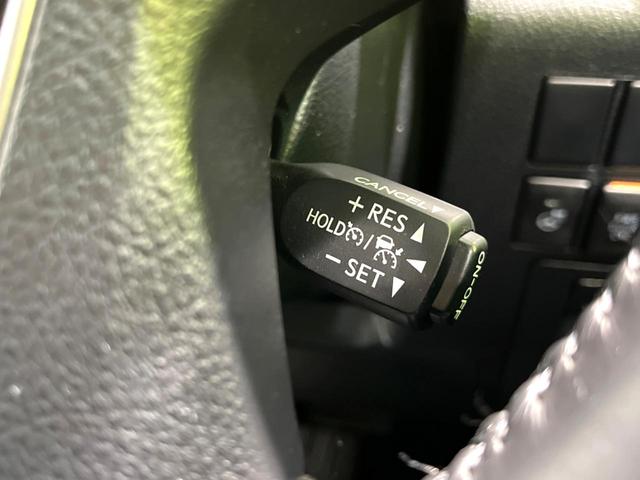 CANCEL
+ RES ▲
HOLD / ◀
− SET ▼
ON-OFF